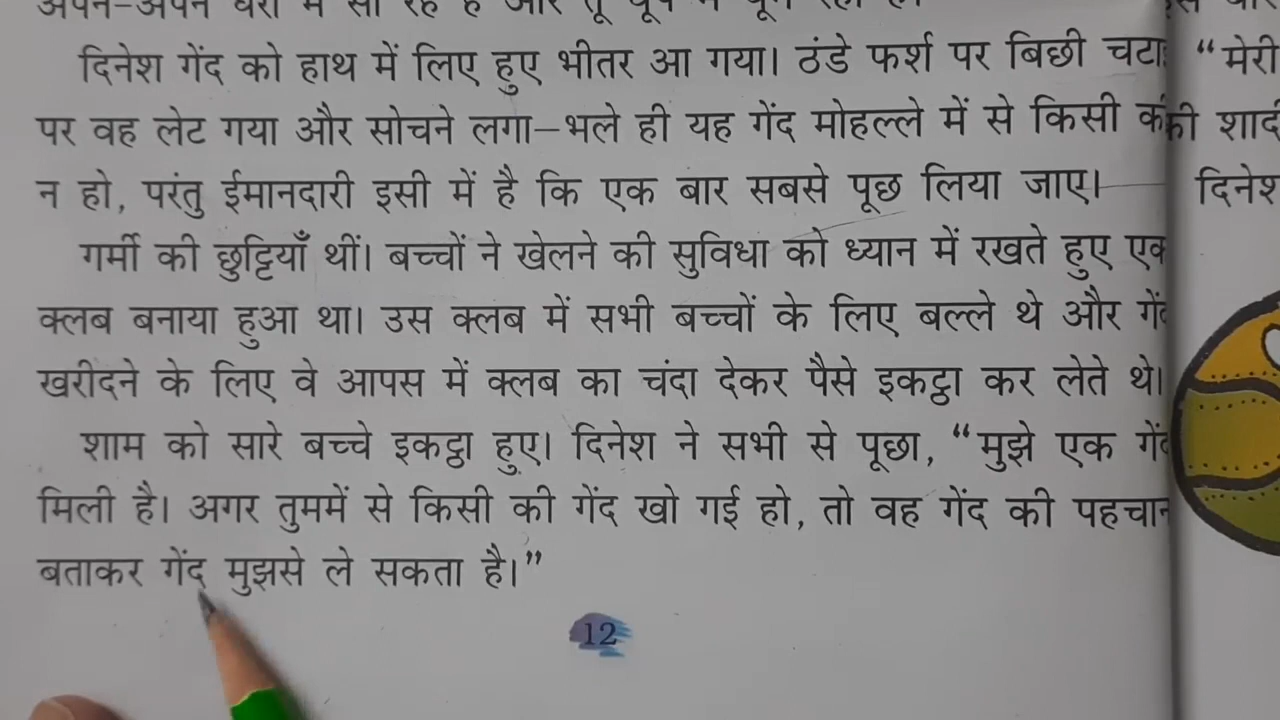 दिनेश गेंद को हाथ में लिए हुए भीतर आ गया। ठंडे फर्श पर बिछी
पर वह लेट गया और सोचने लगा–भले ही यह गेंद मोहल्ले में से किसी
न हो, परंतु ईमानदारी इसी में है कि एक बार सबसे पूछ लिया जाए।
गर्मी की छुट्टियाँ थीं। बच्चों ने खेलने की सुविधा को ध्यान में रखते हुए एक
क्लब बनाया हुआ था। उस क्लब में सभी बच्चों के लिए बल्ले थे और
खरीदने के लिए वे आपस में क्लब का चंदा देकर पैसे इकट्ठा कर लेते थे।
शाम को सारे बच्चे इकट्ठा हुए। दिनेश ने सभी से पूछा, “मुझे एक
मिली है। अगर तुममें से किसी की गेंद खो गई हो, तो वह गेंद की पहचान
बताकर गेंद मुझसे ले सकता है।”
12
“मेरी
दिनेश